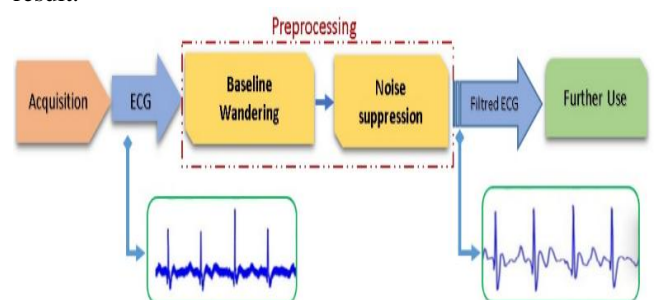 result.
Preprocessing
Acquisition
ECG
Baseline
Wandering
Noise
suppression
Filtred ECG
Further Use